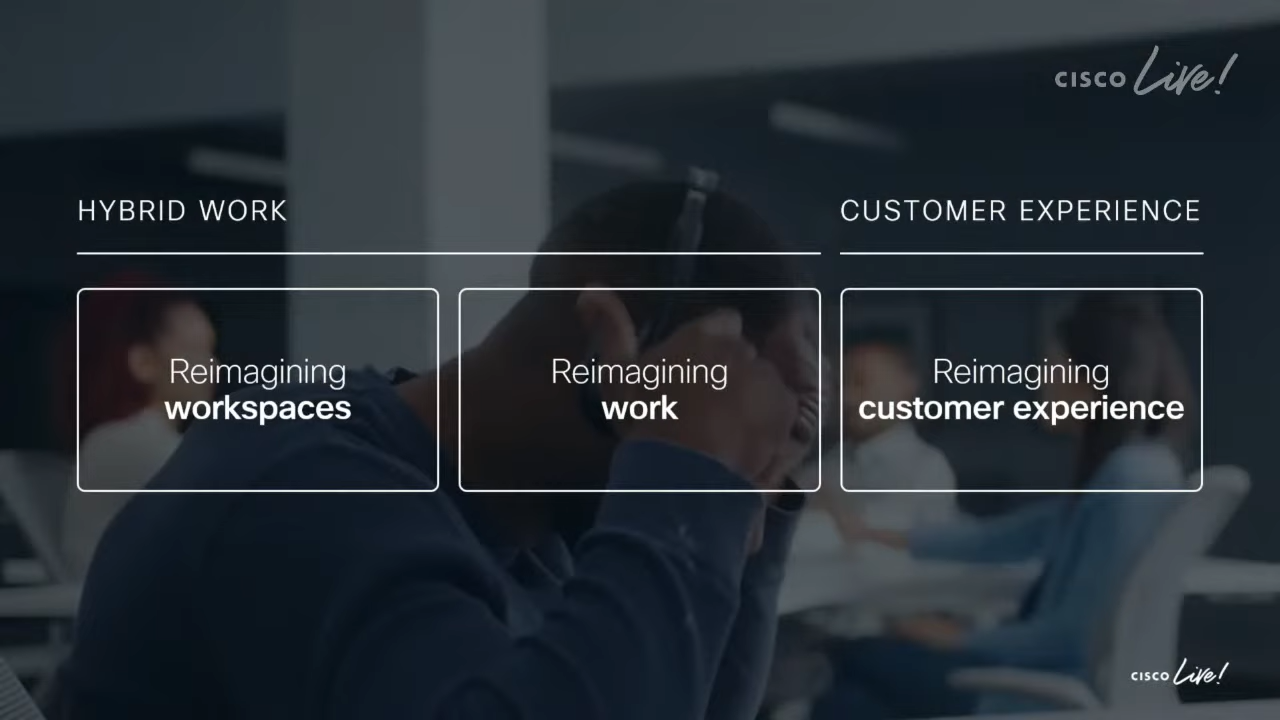 CISCO Live!
HYBRID WORK
CUSTOMER EXPERIENCE
Reimagining
workspaces
Reimagining
work
Reimagining
customer experience
CISCO Live!